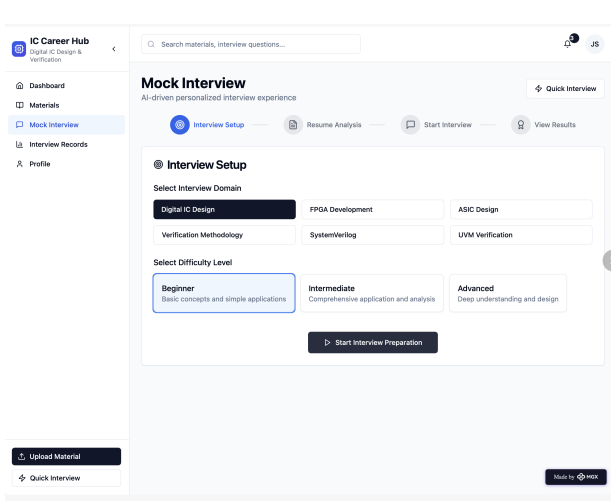 IC Career Hub
Digital IC Design &
Verification
Search materials, interview questions...
3
JS
Dashboard
Materials
Mock Interview
Interview Records
Profile
Mock Interview
AI-driven personalized interview experience
Quick Interview
Interview Setup
Resume Analysis
Start Interview
View Results
Interview Setup
Select Interview Domain
Digital IC Design
FPGA Development
ASIC Design
Verification Methodology
SystemVerilog
UVM Verification
Select Difficulty Level
Beginner
Basic concepts and simple applications
Intermediate
Comprehensive application and analysis
Advanced
Deep understanding and design
Start Interview Preparation
Upload Material
Quick Interview
Made by MGX